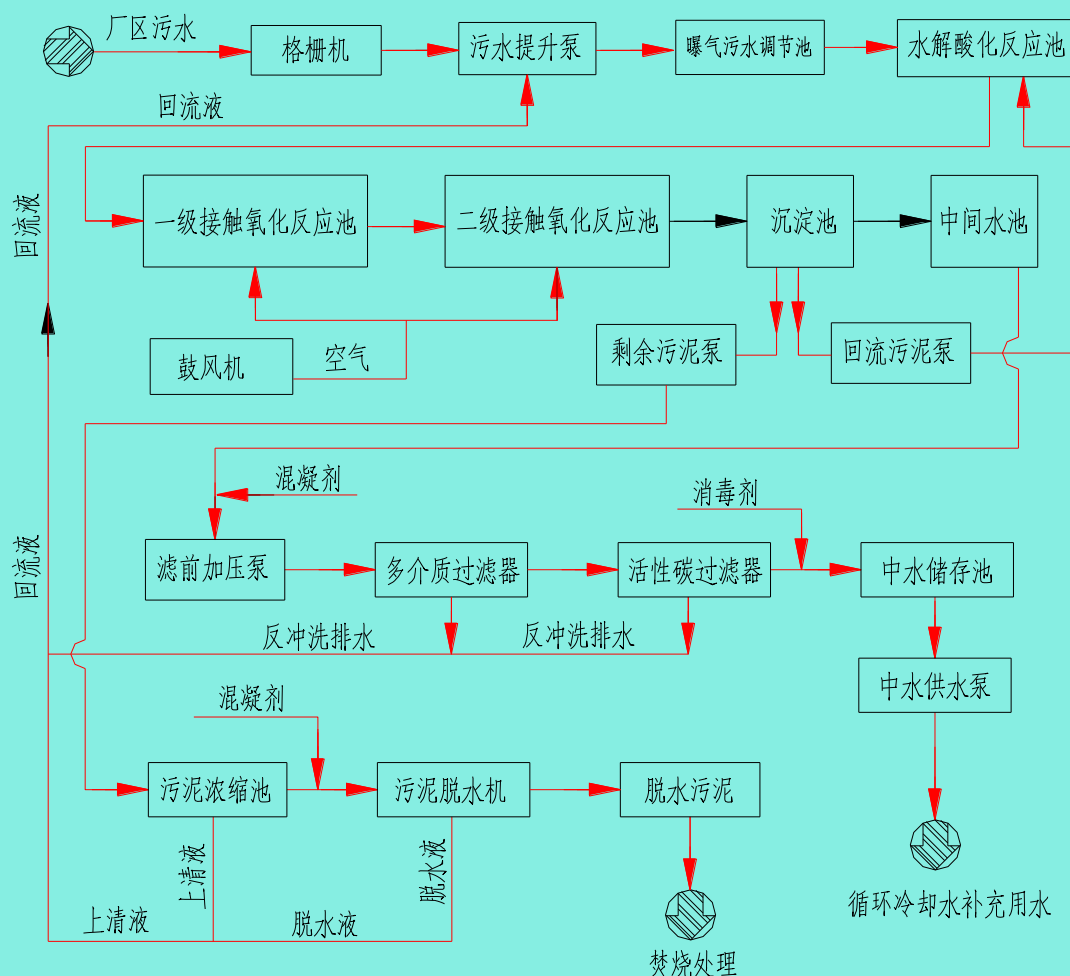 厂区污水
格栅机
污水提升泵
曝气污水调节池
水解酸化反应池
回流液
回流液
一级接触氧化反应池
二级接触氧化反应池
沉淀池
中间水池
鼓风机
空气
剩余污泥泵
回流污泥泵
混凝剂
消毒剂
回流液
滤前加压泵
多介质过滤器
活性碳过滤器
中水储存池
反冲洗排水
反冲洗排水
中水供水泵
混凝剂
污泥浓缩池
污泥脱水机
脱水污泥
上清液
脱水液
上清液
脱水液
循环冷却水补充用水
焚烧处理